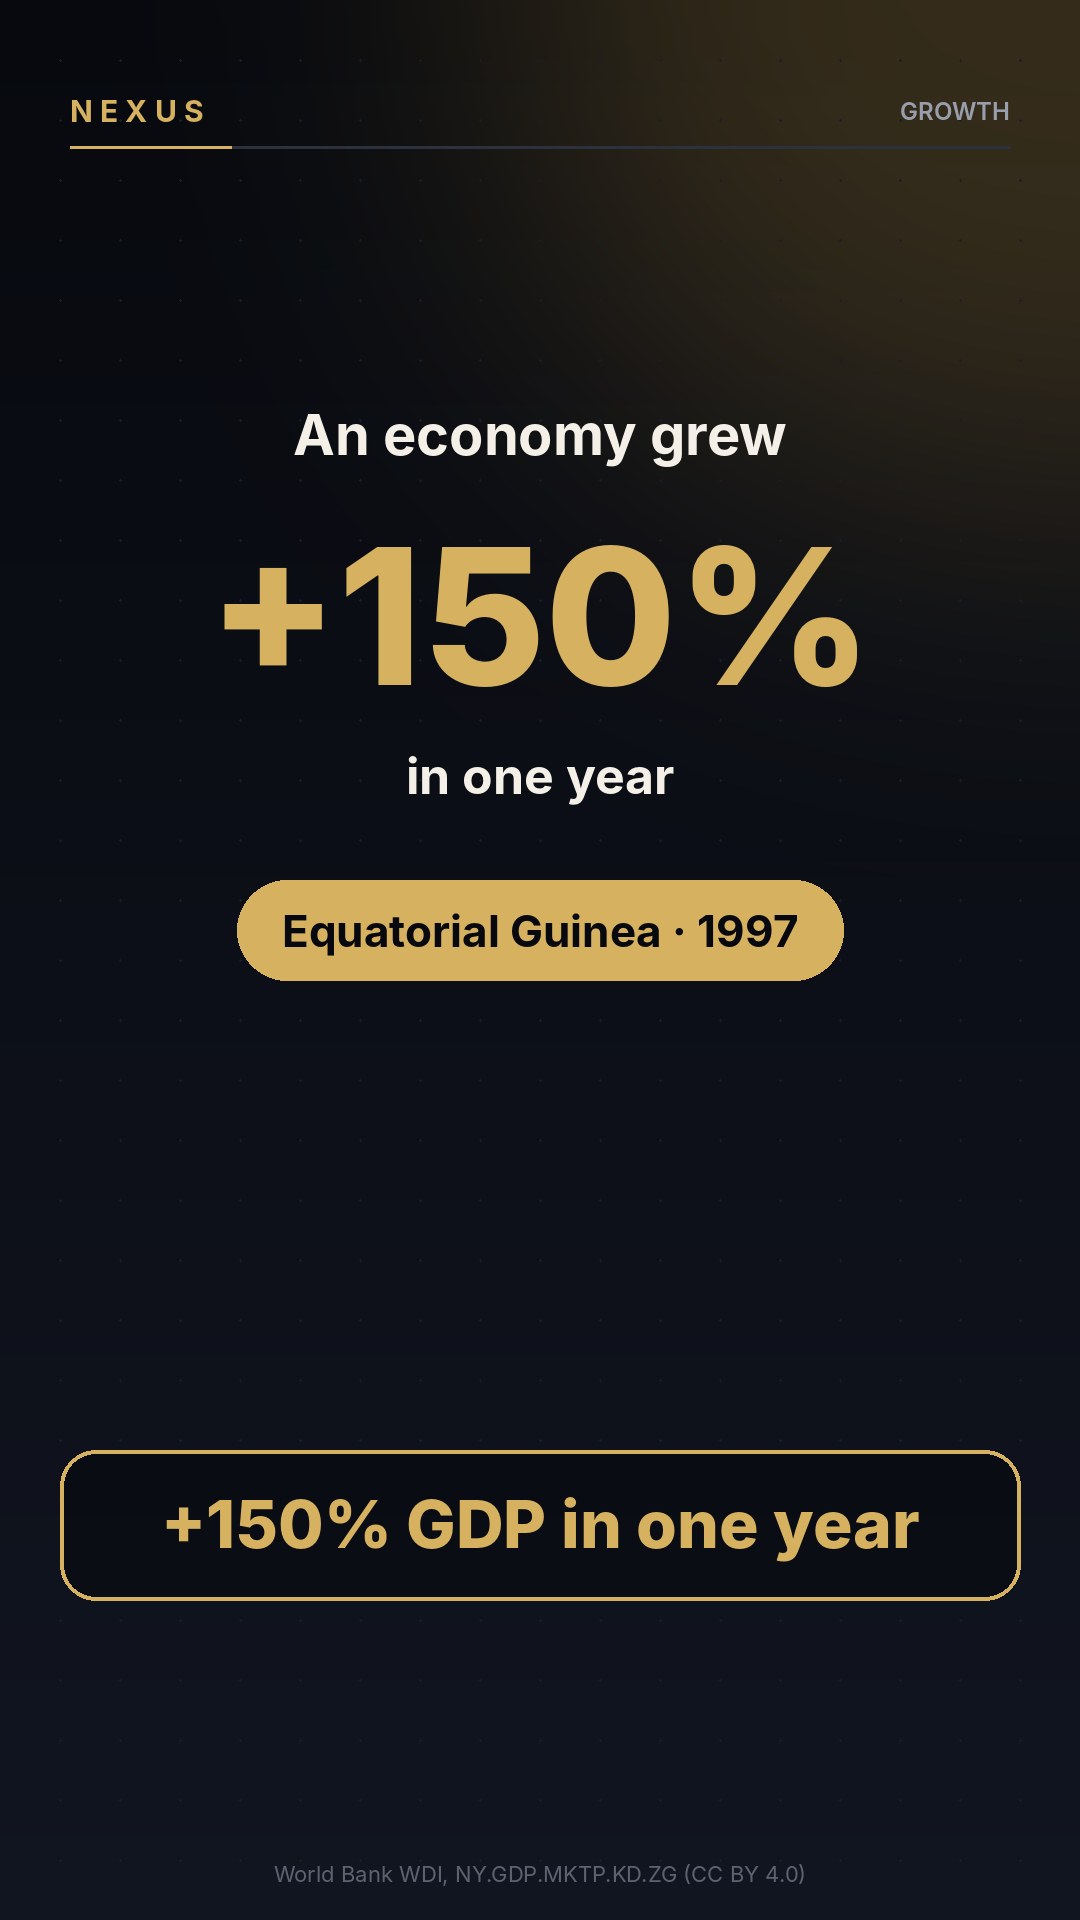 NEXUS
GROWTH
An economy grew
+150%
in one year
Equatorial Guinea · 1997
+150% GDP in one year
World Bank WDI, NY.GDP.MKTP.KD.ZG (CC BY 4.0)